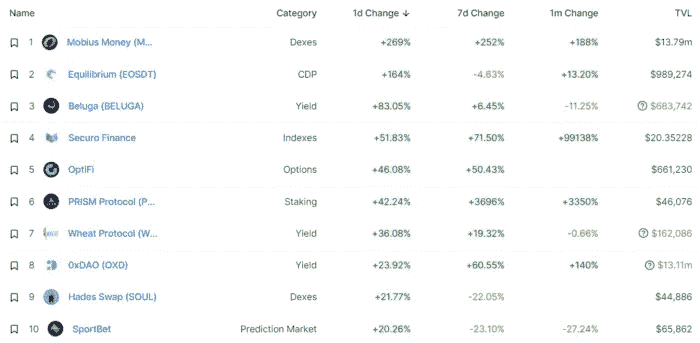 Name Category 1d Change ↓ 7d Change 1m Change TVL
1 Mobius Money (M... Dexes +269% +252% +188% $13.79m
2 Equilibrium (EOSDT) CDP +164% -4.63% +13.20% $989,274
3 Beluga (BELUGA) Yield +83.05% +6.45% -11.25% ? $683,742
4 Securo Finance Indexes +51.83% +71.50% +99138% $20.35228
5 OptiFi Options +46.08% +50.43% $661,230
6 PRISM Protocol (P... Staking +42.24% +3696% +3350% $46,076
7 Wheat Protocol (W... Yield +36.08% +19.32% -0.66% ? $162,086
8 0xDAO (OXD) Yield +23.92% +60.55% +140% ? $13.11m
9 Hades Swap (SOUL) Dexes +21.77% -22.05% $44,886
10 SportBet Prediction Market +20.26% -23.10% -27.24% $65,862